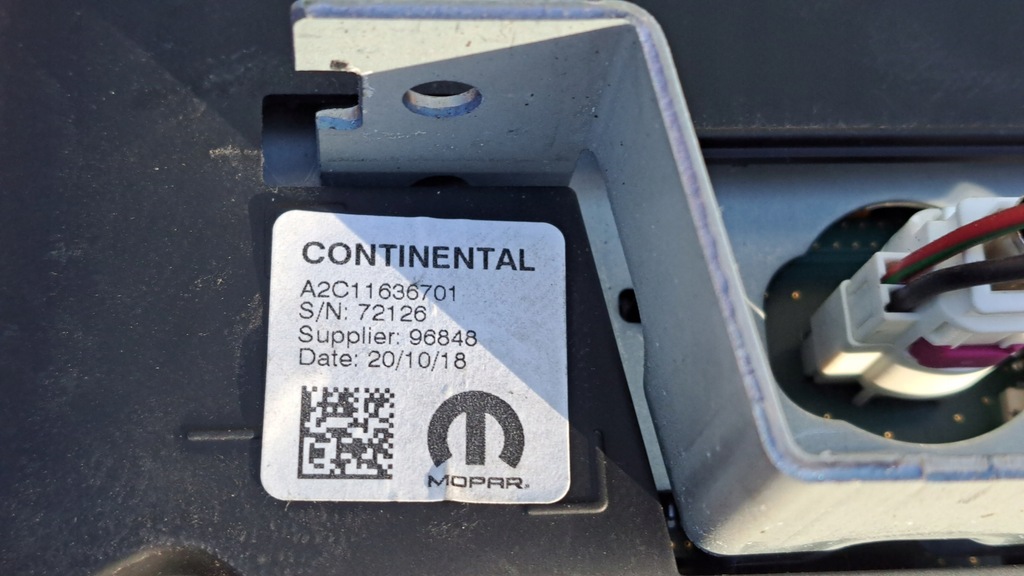 CONTINENTAL
A2C11636701
S/N: 72126
Supplier: 96848
Date: 20/10/18
MOPAR®